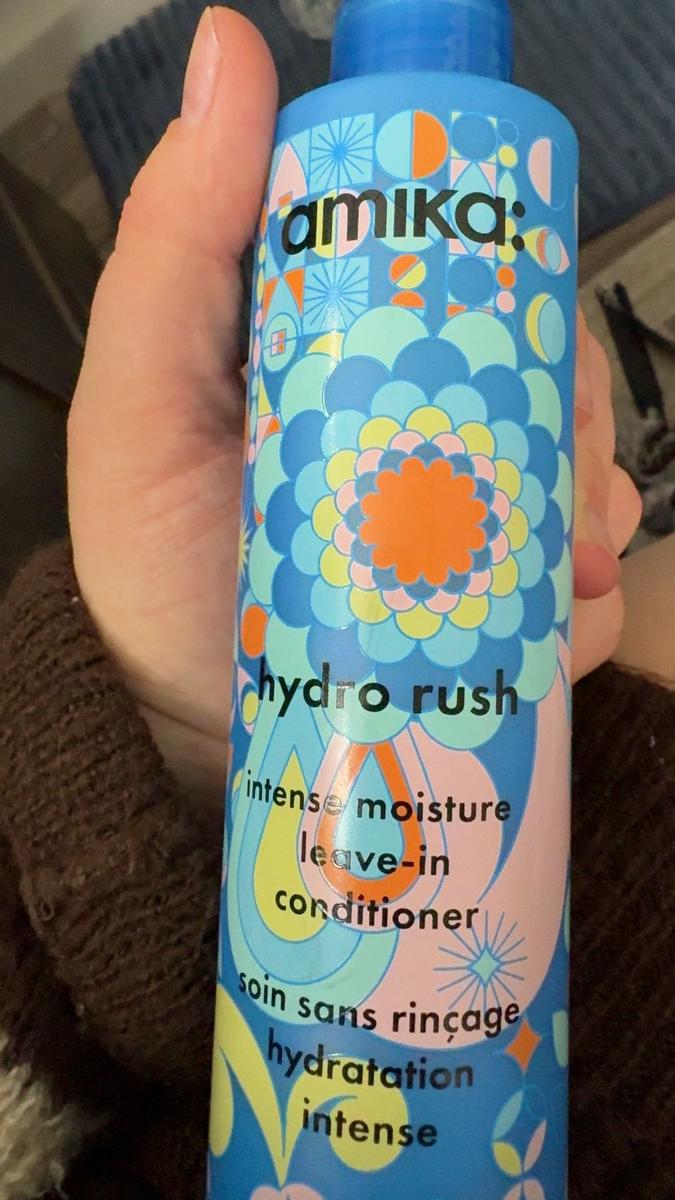 amika:
hydro rush
intense moisture
leave-in
conditioner
soin sans rinçage
hydratation
intense